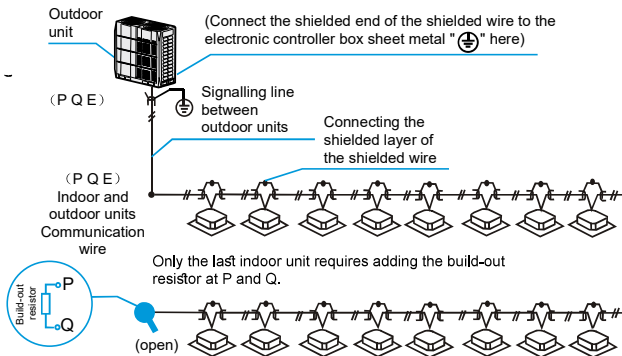 Outdoor
unit
(Connect the shielded end of the shielded wire to the
electronic controller box sheet metal "⏚" here)
(P Q E)
Signalling line
between
outdoor units
Connecting the
shielded layer of
the shielded wire
(P Q E)
Indoor and
outdoor units
Communication
wire
Only the last indoor unit requires adding the build-out
resistor at P and Q.
Build-out
resistor
P
Q
(open)